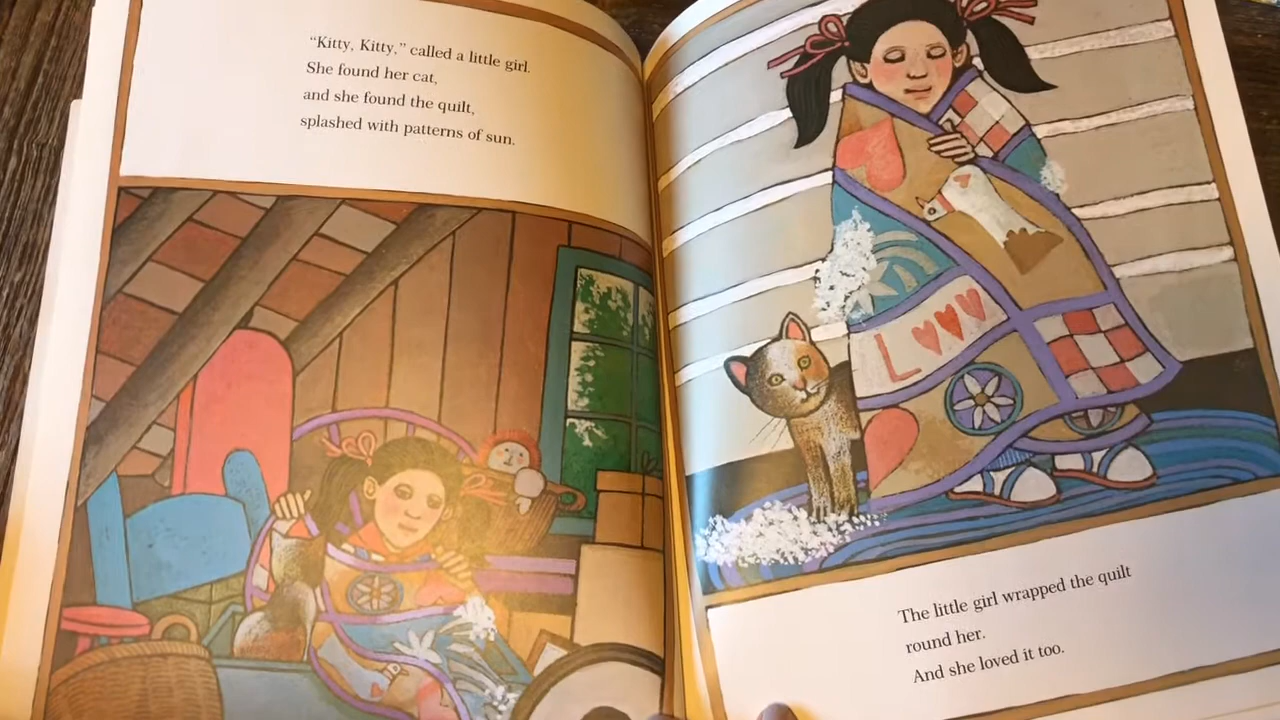 "Kitty, Kitty," called a little girl.
She found her cat,
and she found the quilt,
splashed with patterns of sun.
L
The little girl wrapped the quilt
round her.
And she loved it too.